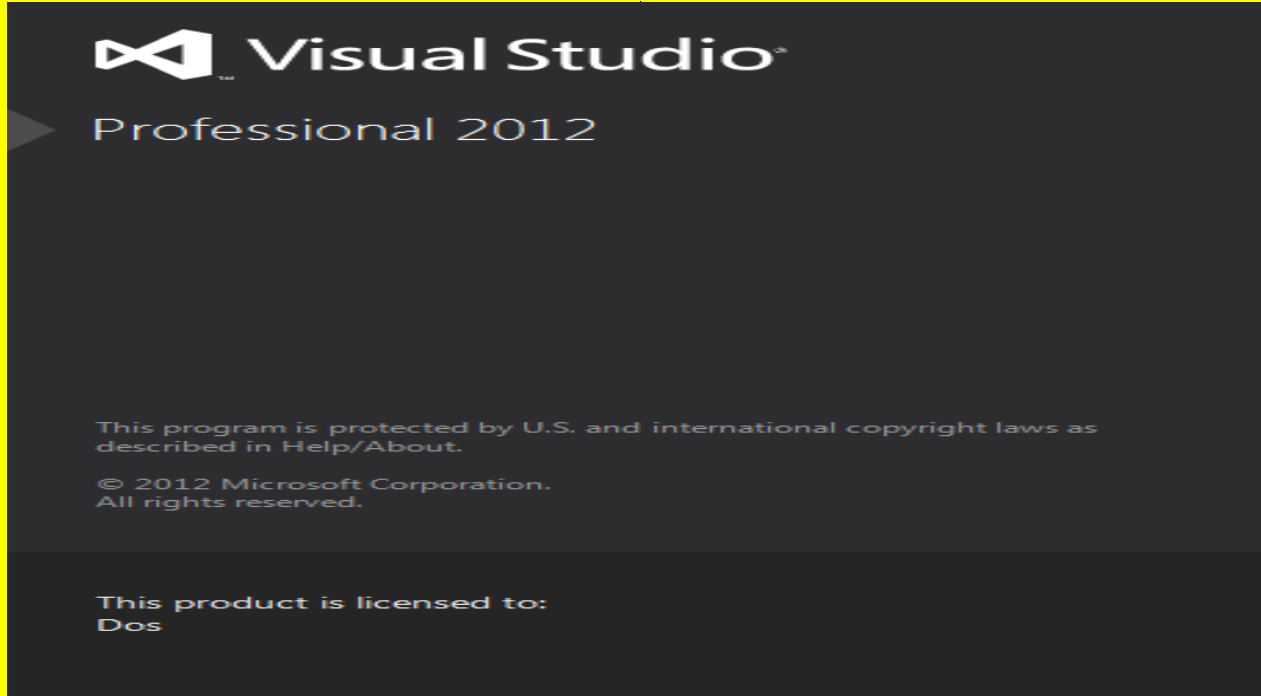 Visual Studio®
Professional 2012
This program is protected by U.S. and international copyright laws as
described in Help/About.
© 2012 Microsoft Corporation.
All rights reserved.
This product is licensed to:
Dos